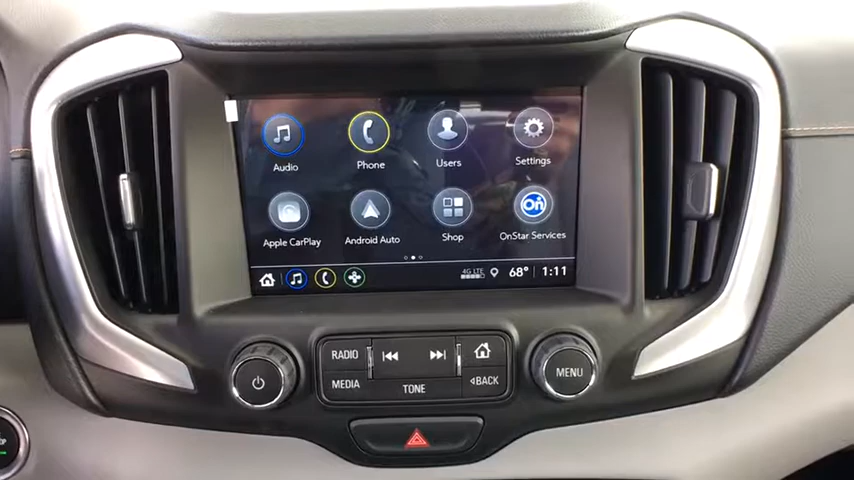 Audio
Phone
Users
Settings
Apple CarPlay
Android Auto
Shop
On
OnStar Services
4G LTE
68°
1:11
RADIO
MEDIA
TONE
BACK
MENU